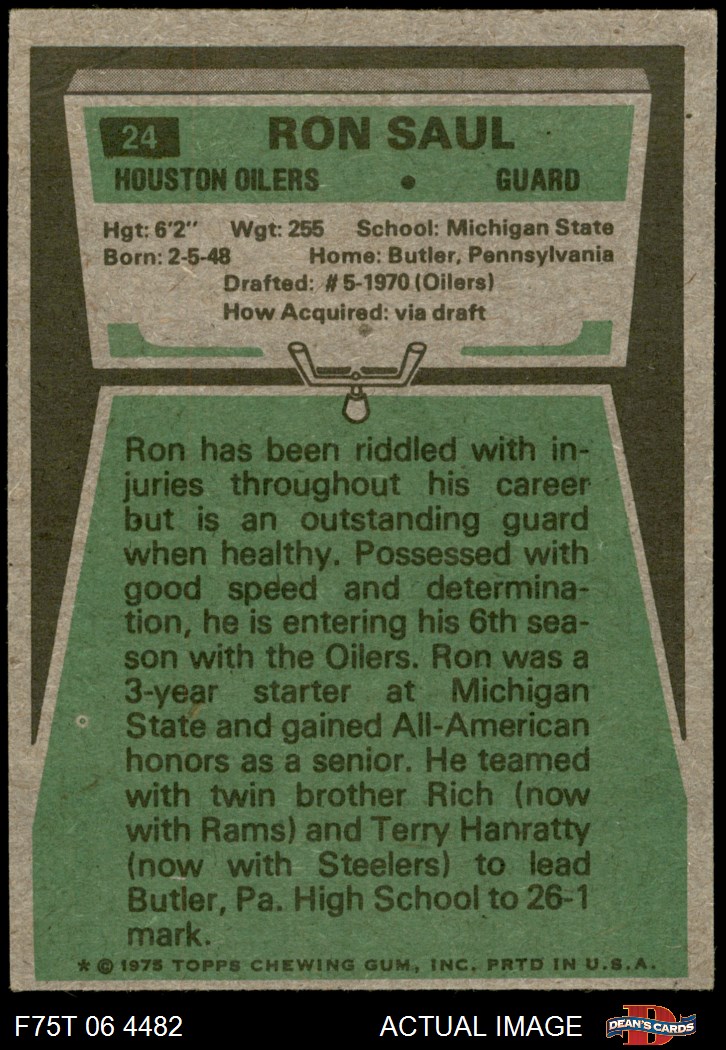 24
RON SAUL
HOUSTON OILERS • GUARD
Hgt: 6'2" Wgt: 255 School: Michigan State
Born: 2-5-48 Home: Butler, Pennsylvania
Drafted: #5-1970 (Oilers)
How Acquired: via draft
Ron has been riddled with in-
juries throughout his career
but is an outstanding guard
when healthy. Possessed with
good speed and determina-
tion, he is entering his 6th sea-
son with the Oilers. Ron was a
3-year starter at Michigan
State and gained All-American
honors as a senior. He teamed
with twin brother Rich (now
with Rams) and Terry Hanratty
(now with Steelers) to lead
Butler, Pa. High School to 26-1
mark.
* © 1975 TOPPS CHEWING GUM, INC. PRTD IN U.S.A.
F75T 06 4482 ACTUAL IMAGE
D
DEAN'S CARDS